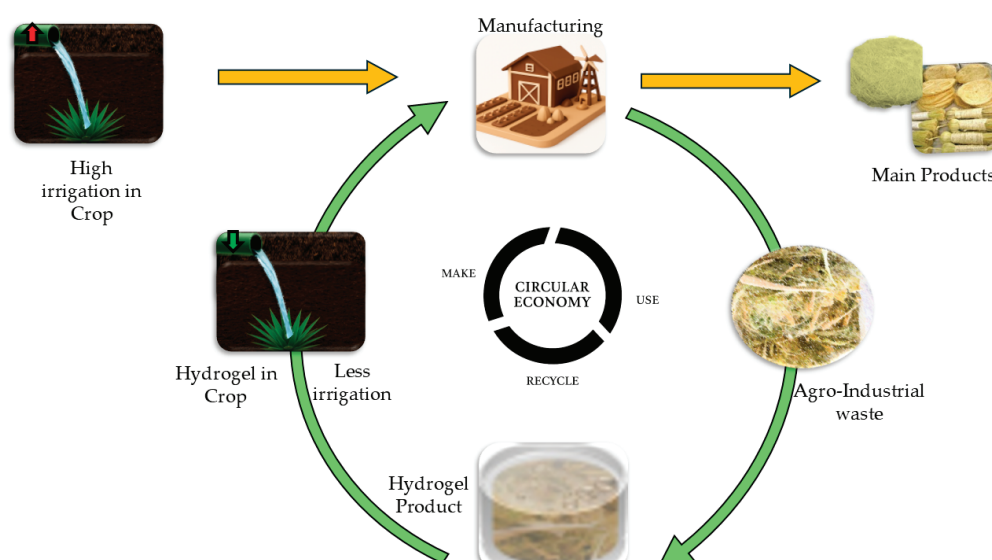 Manufacturing
High
irrigation in
Crop
Main Products
MAKE
CIRCULAR
ECONOMY
USE
RECYCLE
Hydrogel in
Crop
Less
irrigation
Agro-Industrial
waste
Hydrogel
Product